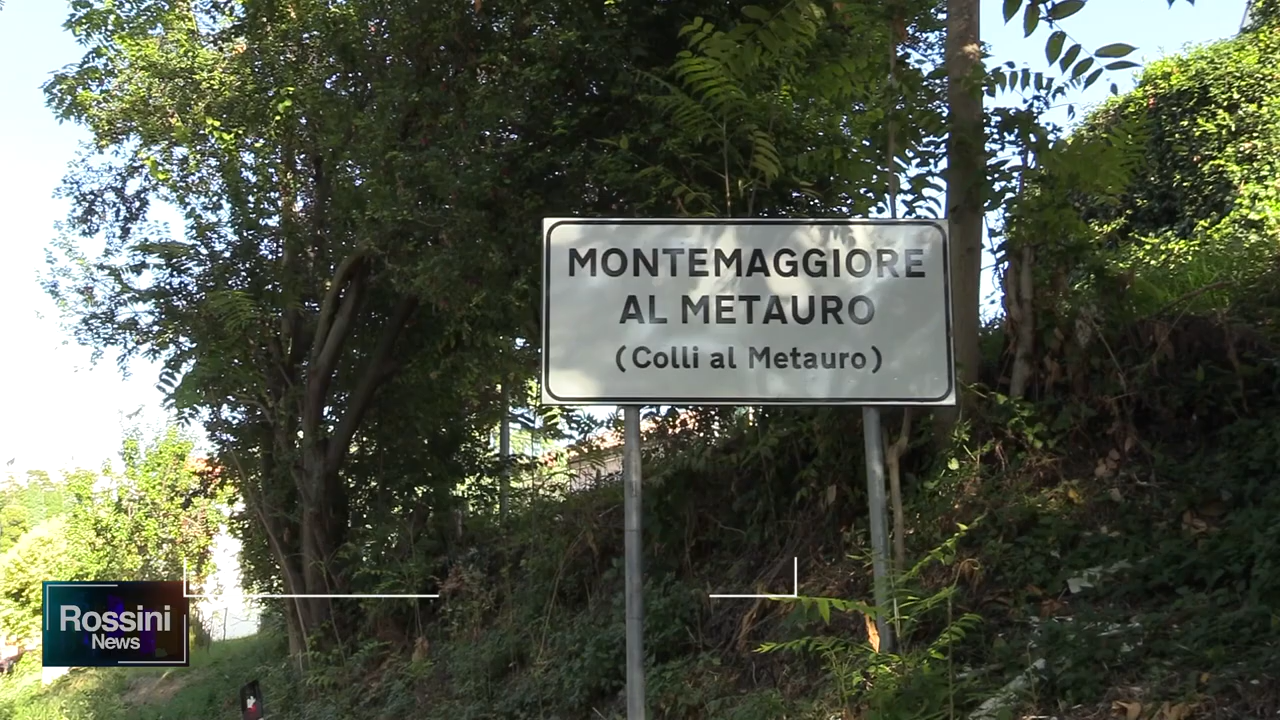 MONTEMAGGIORE
AL METAURO
(Colli al Metauro)
Rossini
News